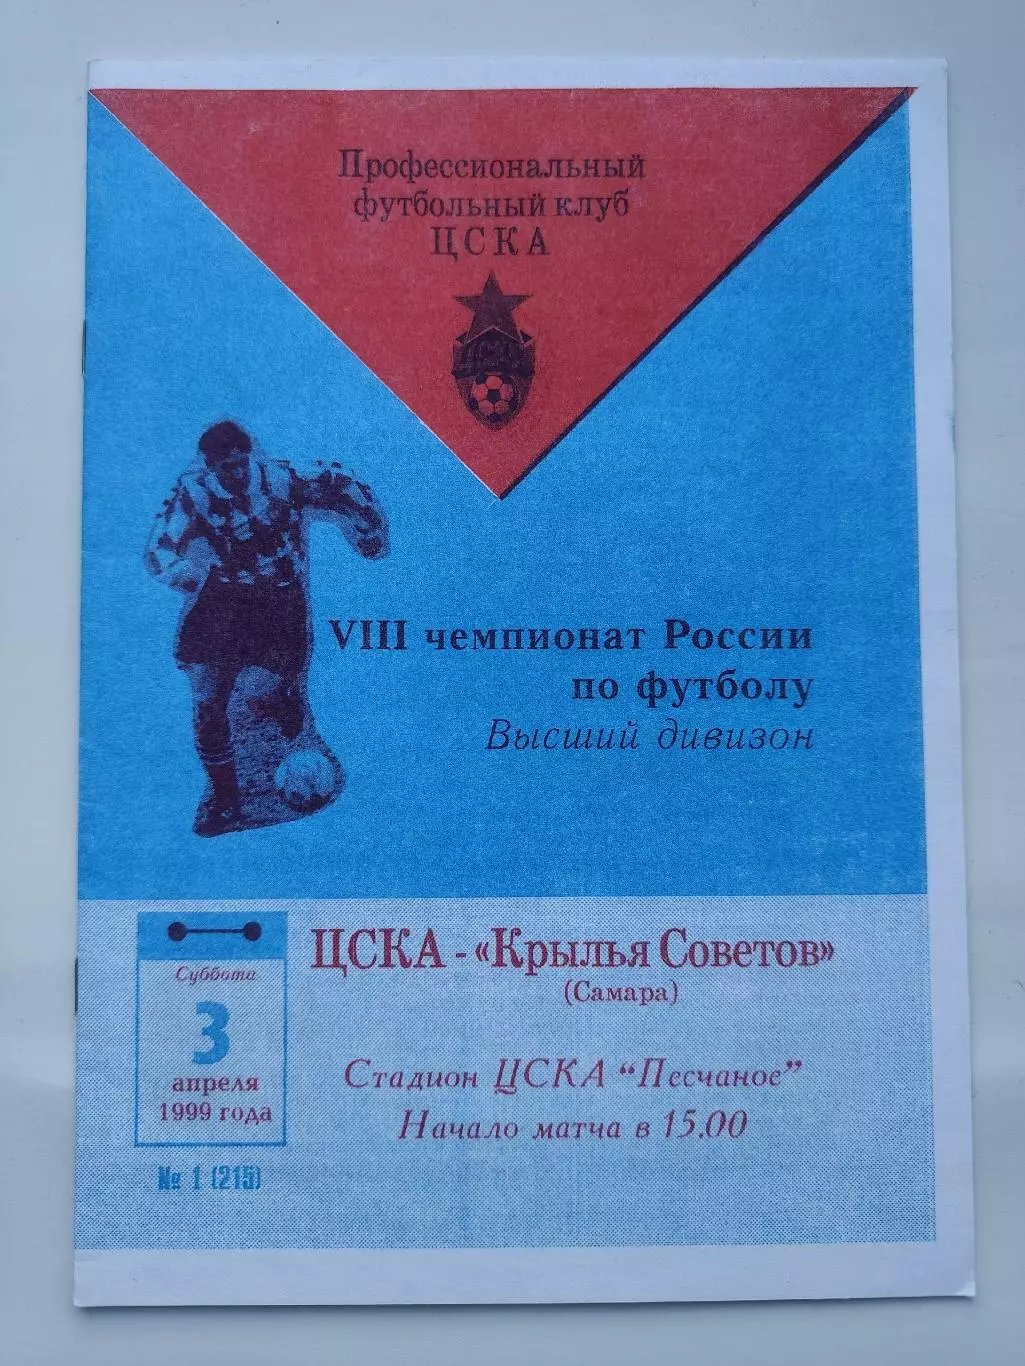 Профессиональный
футбольный клуб
ЦСКА
VIII чемпионат России
по футболу
Высший дивизон
ЦСКА - «Крылья Советов»
(Самара)
Суббота
3
апреля
1999 года
Стадион ЦСКА "Песчаное"
Начало матча в 15.00
№ 1 (215)